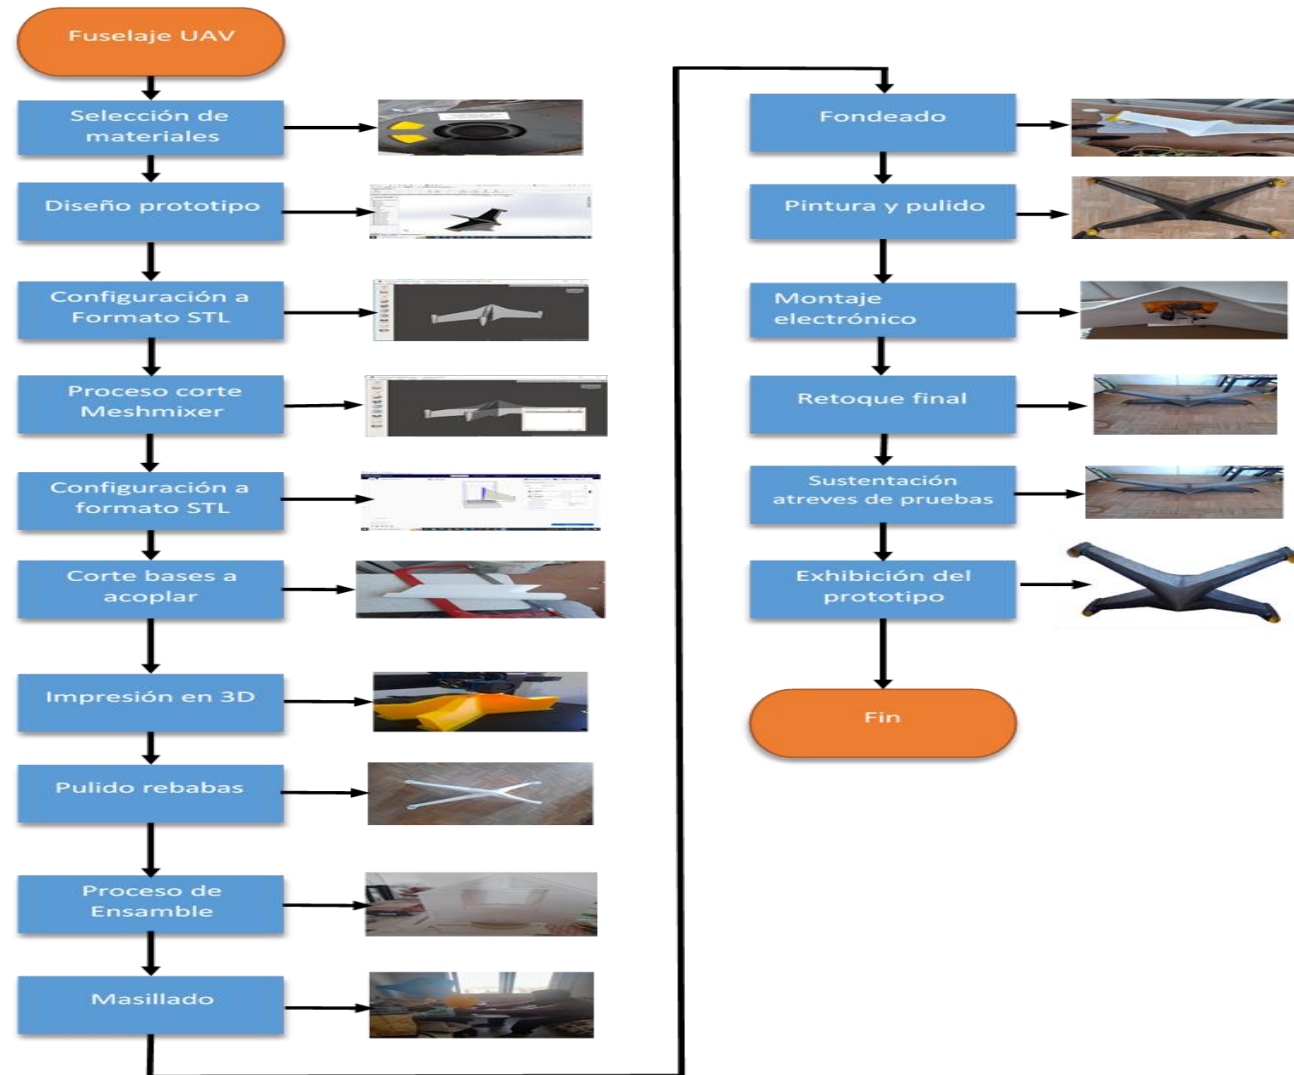 Fuselaje UAV
Selección de
materiales
Diseño prototipo
Configuración a
Formato STL
Proceso corte
Meshmixer
Configuración a
formato STL
Corte bases a
acoplar
Impresión en 3D
Pulido rebabas
Proceso de
Ensamble
Masillado
Fondeado
Pintura y pulido
Montaje
electrónico
Retoque final
Sustentación
atreves de pruebas
Exhibición del
prototipo
Fin